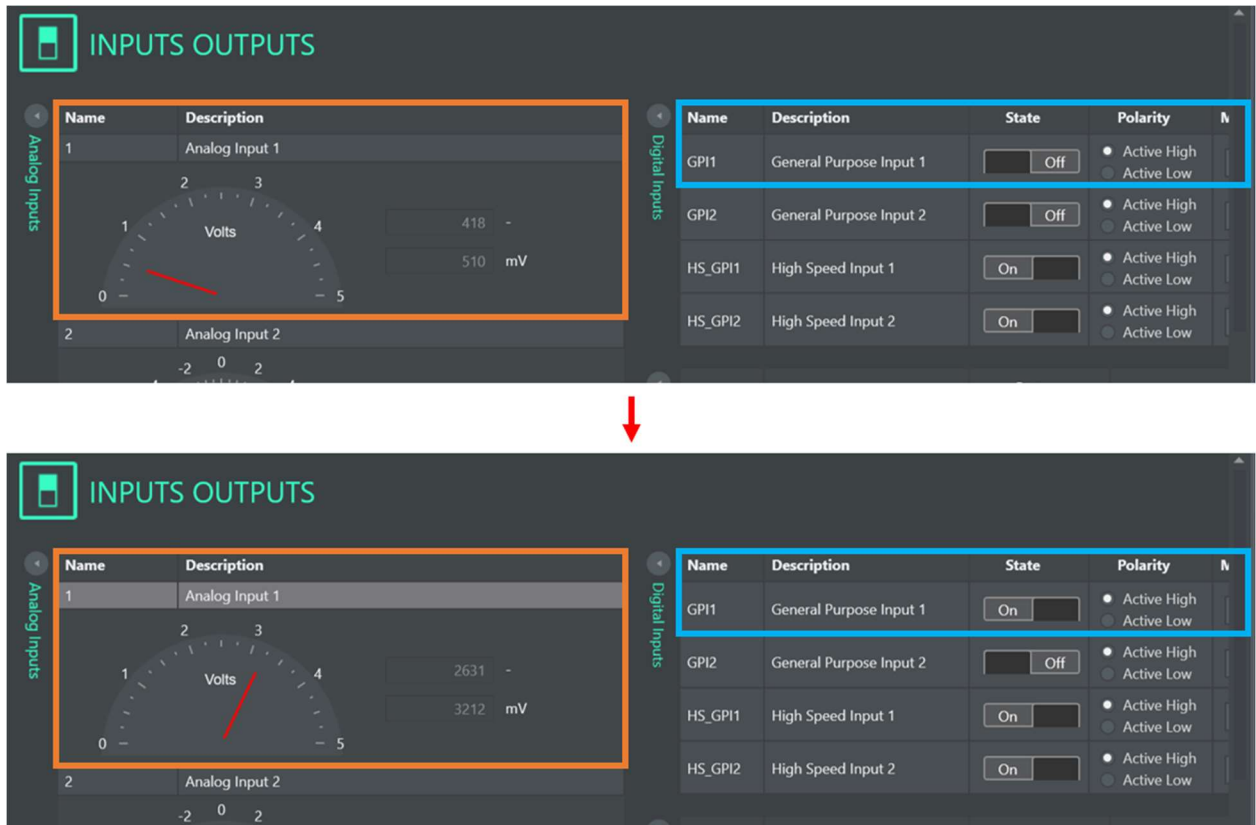 INPUTS OUTPUTS
Analog Inputs
Name Description
1 Analog Input 1
2 3
1 Volts 4
418 -
510 mV
0 5
2 Analog Input 2
-2 0 2
Digital Inputs
Name Description State Polarity
GPI1 General Purpose Input 1 Off Active High
Active Low
GPI2 General Purpose Input 2 Off Active High
Active Low
HS_GPI1 High Speed Input 1 On Active High
Active Low
HS_GPI2 High Speed Input 2 On Active High
Active Low
INPUTS OUTPUTS
Analog Inputs
Name Description
1 Analog Input 1
2 3
1 Volts 4
2631 -
3212 mV
0 5
2 Analog Input 2
-2 0 2
Digital Inputs
Name Description State Polarity
GPI1 General Purpose Input 1 On Active High
Active Low
GPI2 General Purpose Input 2 Off Active High
Active Low
HS_GPI1 High Speed Input 1 On Active High
Active Low
HS_GPI2 High Speed Input 2 On Active High
Active Low